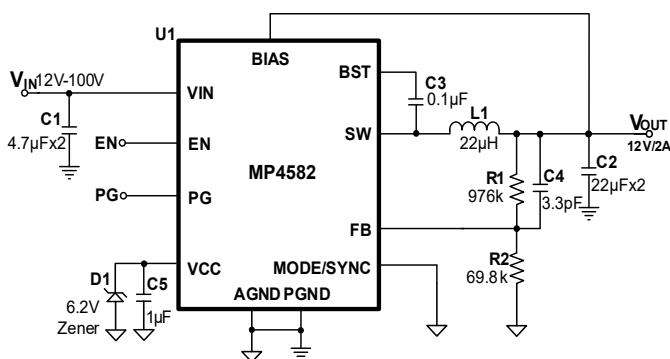 U1
BIAS
VIN 12V-100V
VIN
BST
C3
0.1µF
C1
4.7µFx2
EN
EN
SW
L1
22µH
VOUT
12V/2A
MP4582
R1
976k
C4
3.3pF
C2
22µFx2
PG
PG
FB
VCC
MODE/SYNC
R2
69.8k
D1
6.2V
Zener
C5
1µF
AGND PGND